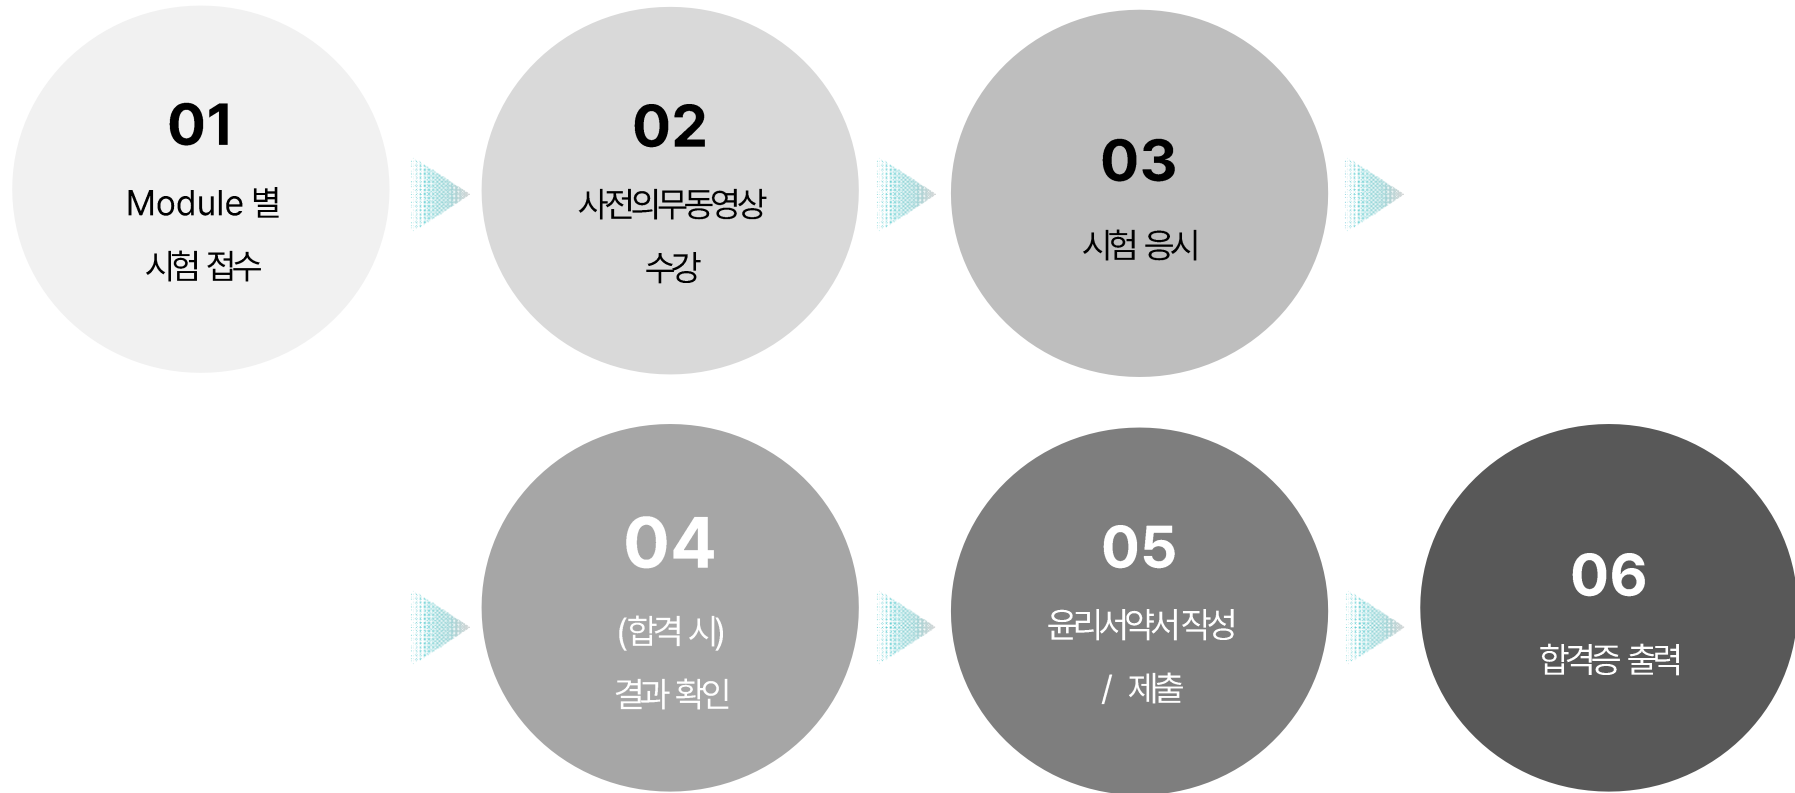 01
Module 별
시험 접수
02
사전의무동영상
수강
03
시험 응시
04
(합격 시)
결과 확인
05
윤리서약서 작성
/ 제출
06
합격증 출력